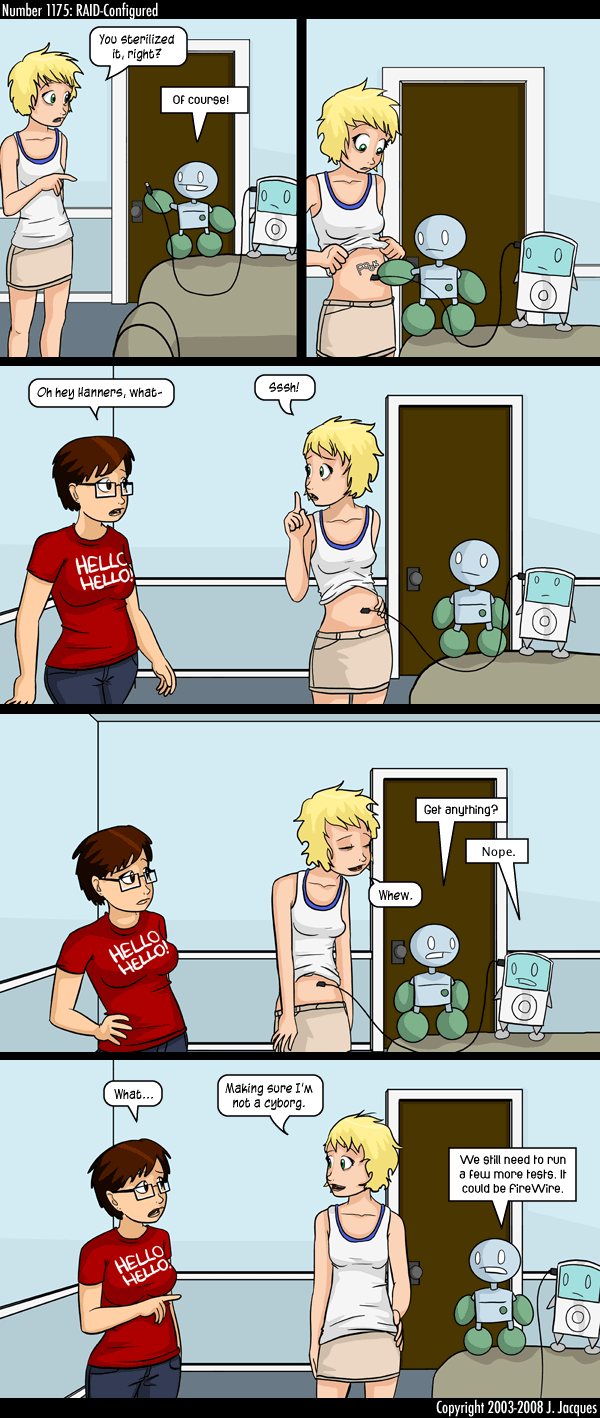 Number 1175: RAID-Configured
You sterilized
it, right?
Of course!
poke
Oh hey Hanners, what-
Sssh!
HELLO
HELLO!
Get anything?
Nope.
Whew.
HELLO
HELLO!
What...
Making sure I'm
not a cyborg.
We still need to run
a few more tests. It
could be FireWire.
HELLO
HELLO!
Copyright 2003-2008 J. Jacques